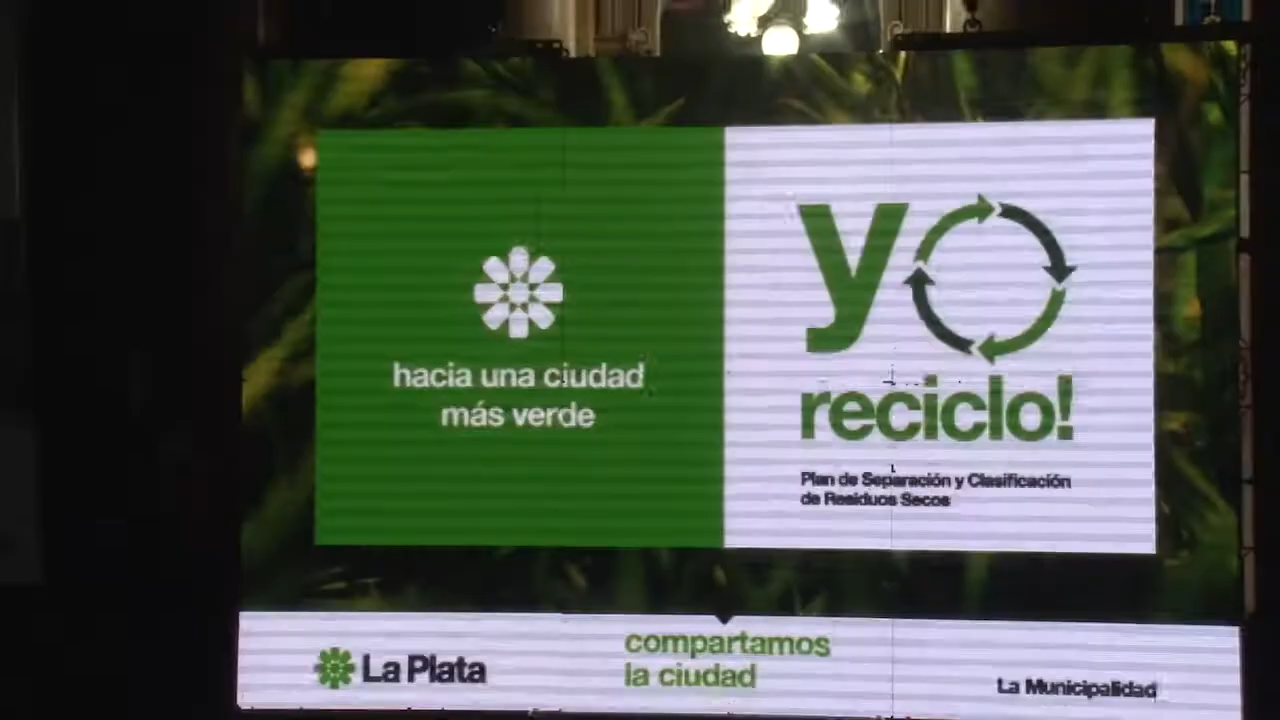 hacia una ciudad
más verde
yo
reciclo!
Plan de Separación y Clasificación
de Residuos Secos
La Plata
compartamos
la ciudad
La Municipalidad